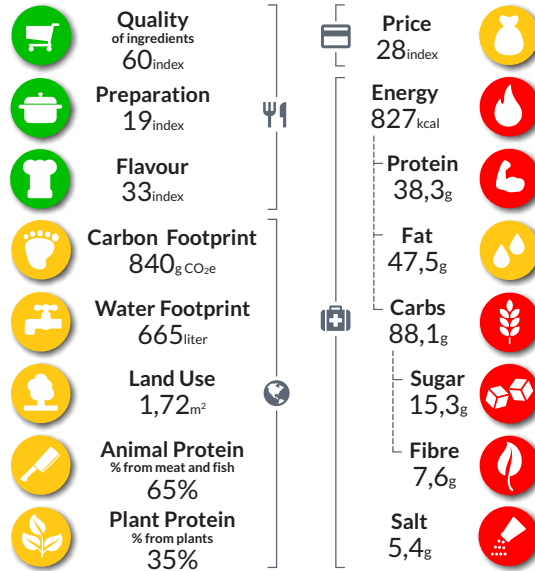 Quality
of ingredients
60index
Preparation
19index
Flavour
33index
Carbon Footprint
840g CO₂e
Water Footprint
665liter
Land Use
1,72m²
Animal Protein
% from meat and fish
65%
Plant Protein
% from plants
35%
Price
28index
Energy
827kcal
Protein
38,3g
Fat
47,5g
Carbs
88,1g
Sugar
15,3g
Fibre
7,6g
Salt
5,4g